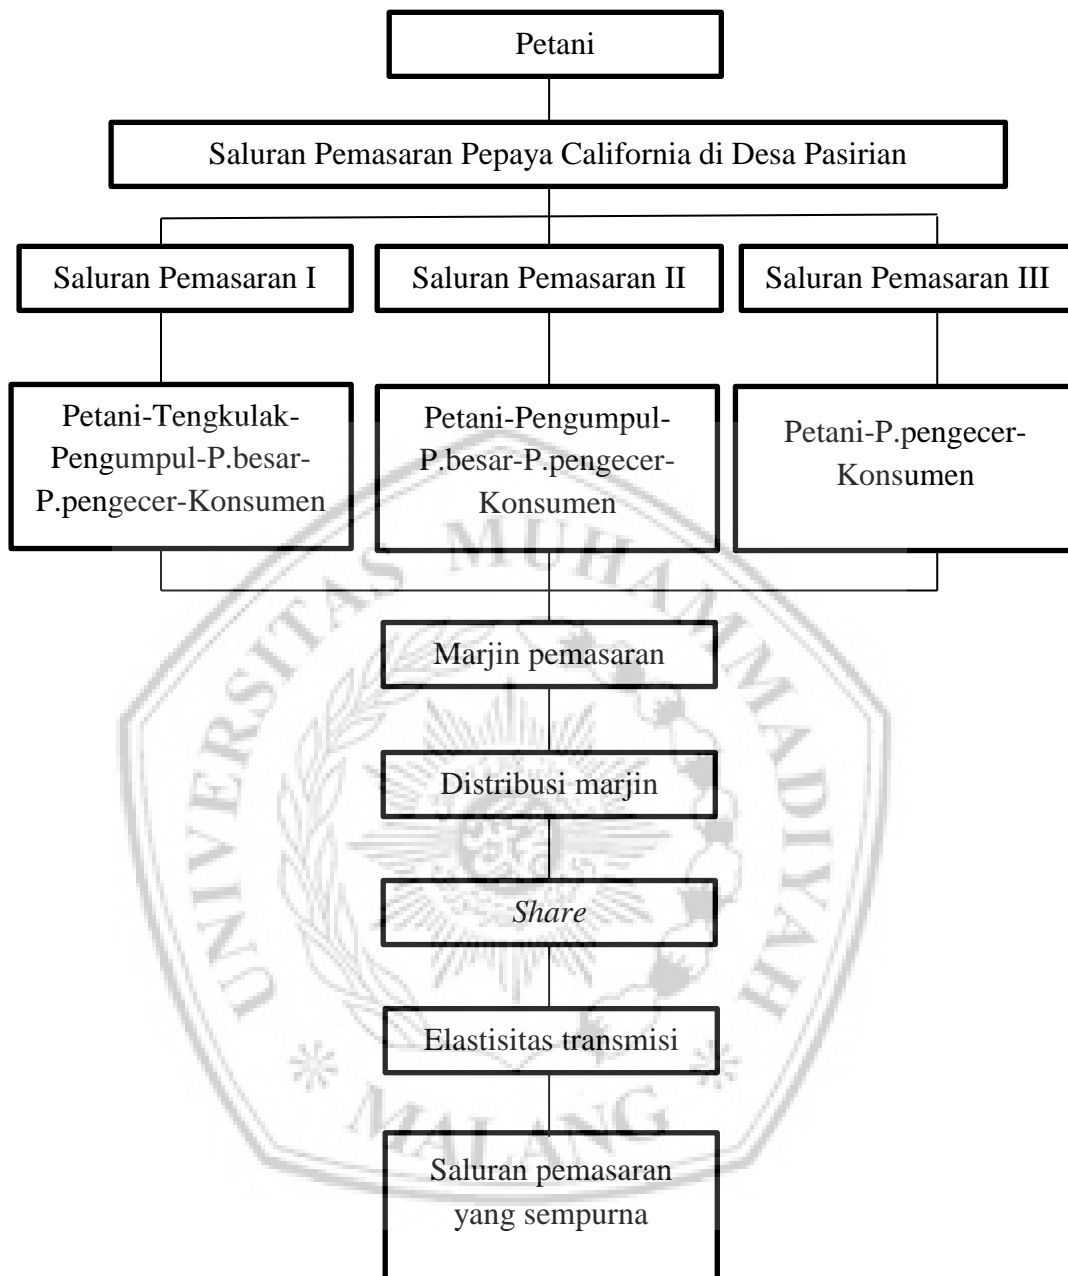 Petani
Saluran Pemasaran Pepaya California di Desa Pasirian
Saluran Pemasaran I
Saluran Pemasaran II
Saluran Pemasaran III
Petani-Tengkulak-
Pengumpul-P.besar-
P.pengecer-Konsumen
Petani-Pengumpul-
P.besar-P.pengecer-
Konsumen
Petani-P.pengecer-
Konsumen
Marjin pemasaran
Distribusi marjin
Share
Elastisitas transmisi
Saluran pemasaran
yang sempurna
UNIVERSITAS MUHAMMADIYAH
MALANG